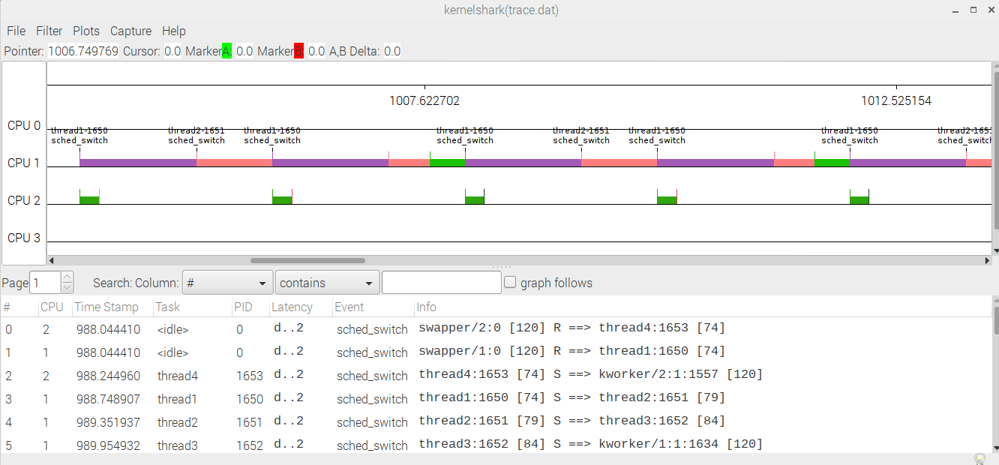 kernelshark(trace.dat)
File Filter Plots Capture Help
Pointer: 1006.749769 Cursor: 0.0 Marker A: 0.0 Marker B: 0.0 A,B Delta: 0.0
1007.622702 1012.525154
CPU 0
thread1-1650 thread2-1651 thread1-1650 thread1-1650 thread2-1651 thread1-1650 thread1-1650 thread2-1651
sched_switch sched_switch sched_switch sched_switch sched_switch sched_switch sched_switch sched_switch
CPU 1
CPU 2
CPU 3
Page 1 Search: Column: # contains graph follows
# CPU Time Stamp Task PID Latency Event Info
0 2 988.044410 <idle> 0 d..2 sched_switch swapper/2:0 [120] R ==> thread4:1653 [74]
1 1 988.044410 <idle> 0 d..2 sched_switch swapper/1:0 [120] R ==> thread1:1650 [74]
2 2 988.244960 thread4 1653 d..2 sched_switch thread4:1653 [74] S ==> kworker/2:1:1557 [120]
3 1 988.748907 thread1 1650 d..2 sched_switch thread1:1650 [74] S ==> thread2:1651 [79]
4 1 989.351937 thread2 1651 d..2 sched_switch thread2:1651 [79] S ==> thread3:1652 [84]
5 1 989.954932 thread3 1652 d..2 sched_switch thread3:1652 [84] S ==> kworker/1:1:1634 [120]